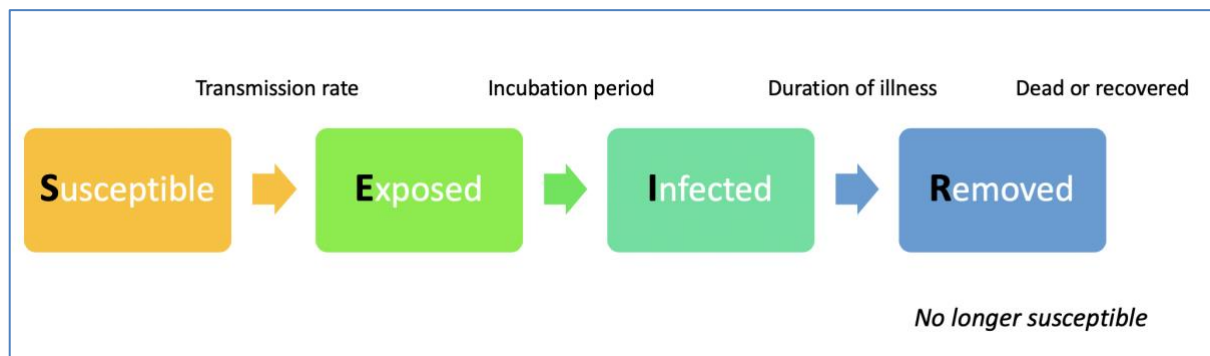 Transmission rate
Incubation period
Duration of illness
Dead or recovered
Susceptible
Exposed
Infected
Removed
No longer susceptible